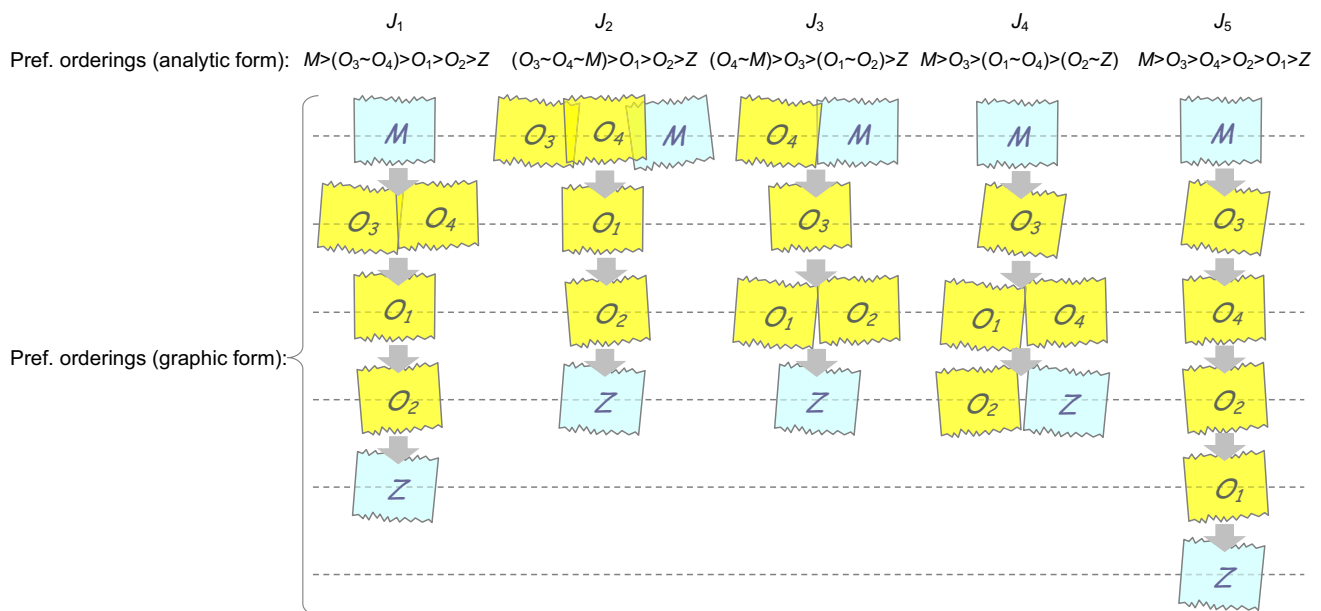 J₁ J₂ J₃ J₄ J₅
Pref. orderings (analytic form): M>(O₃~O₄)>O₁>O₂>Z (O₃~O₄~M)>O₁>O₂>Z (O₄~M)>O₃>(O₁~O₂)>Z M>O₃>(O₁~O₄)>(O₂~Z) M>O₃>O₄>O₂>O₁>Z
M O₃ O₄ M O₄ M M M
O₃ O₄ O₁ O₃ O₃ O₃
O₁ O₂ O₁ O₂ O₁ O₄ O₄
Pref. orderings (graphic form):
O₂ Z Z O₂ Z O₂
Z O₁
Z